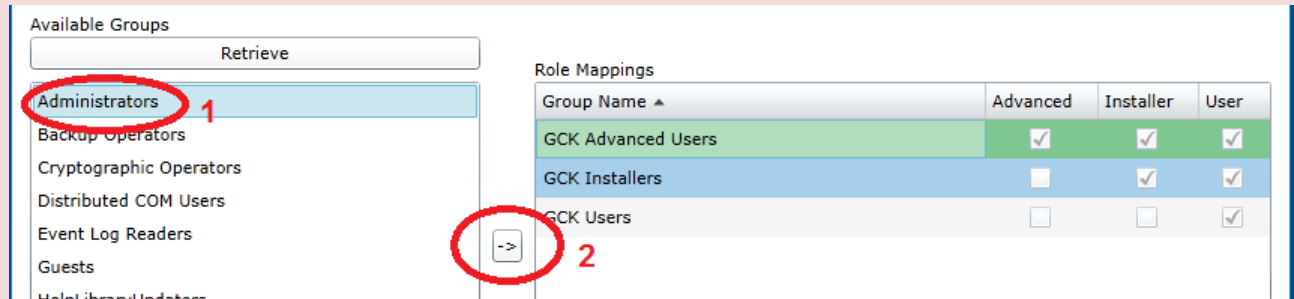 Available Groups
Retrieve
Administrators
1
Backup Operators
Cryptographic Operators
Distributed COM Users
Event Log Readers
Guests
HelpLibraryUpdaters
->
2
Role Mappings
Group Name Advanced Installer User
GCK Advanced Users
GCK Installers
GCK Users